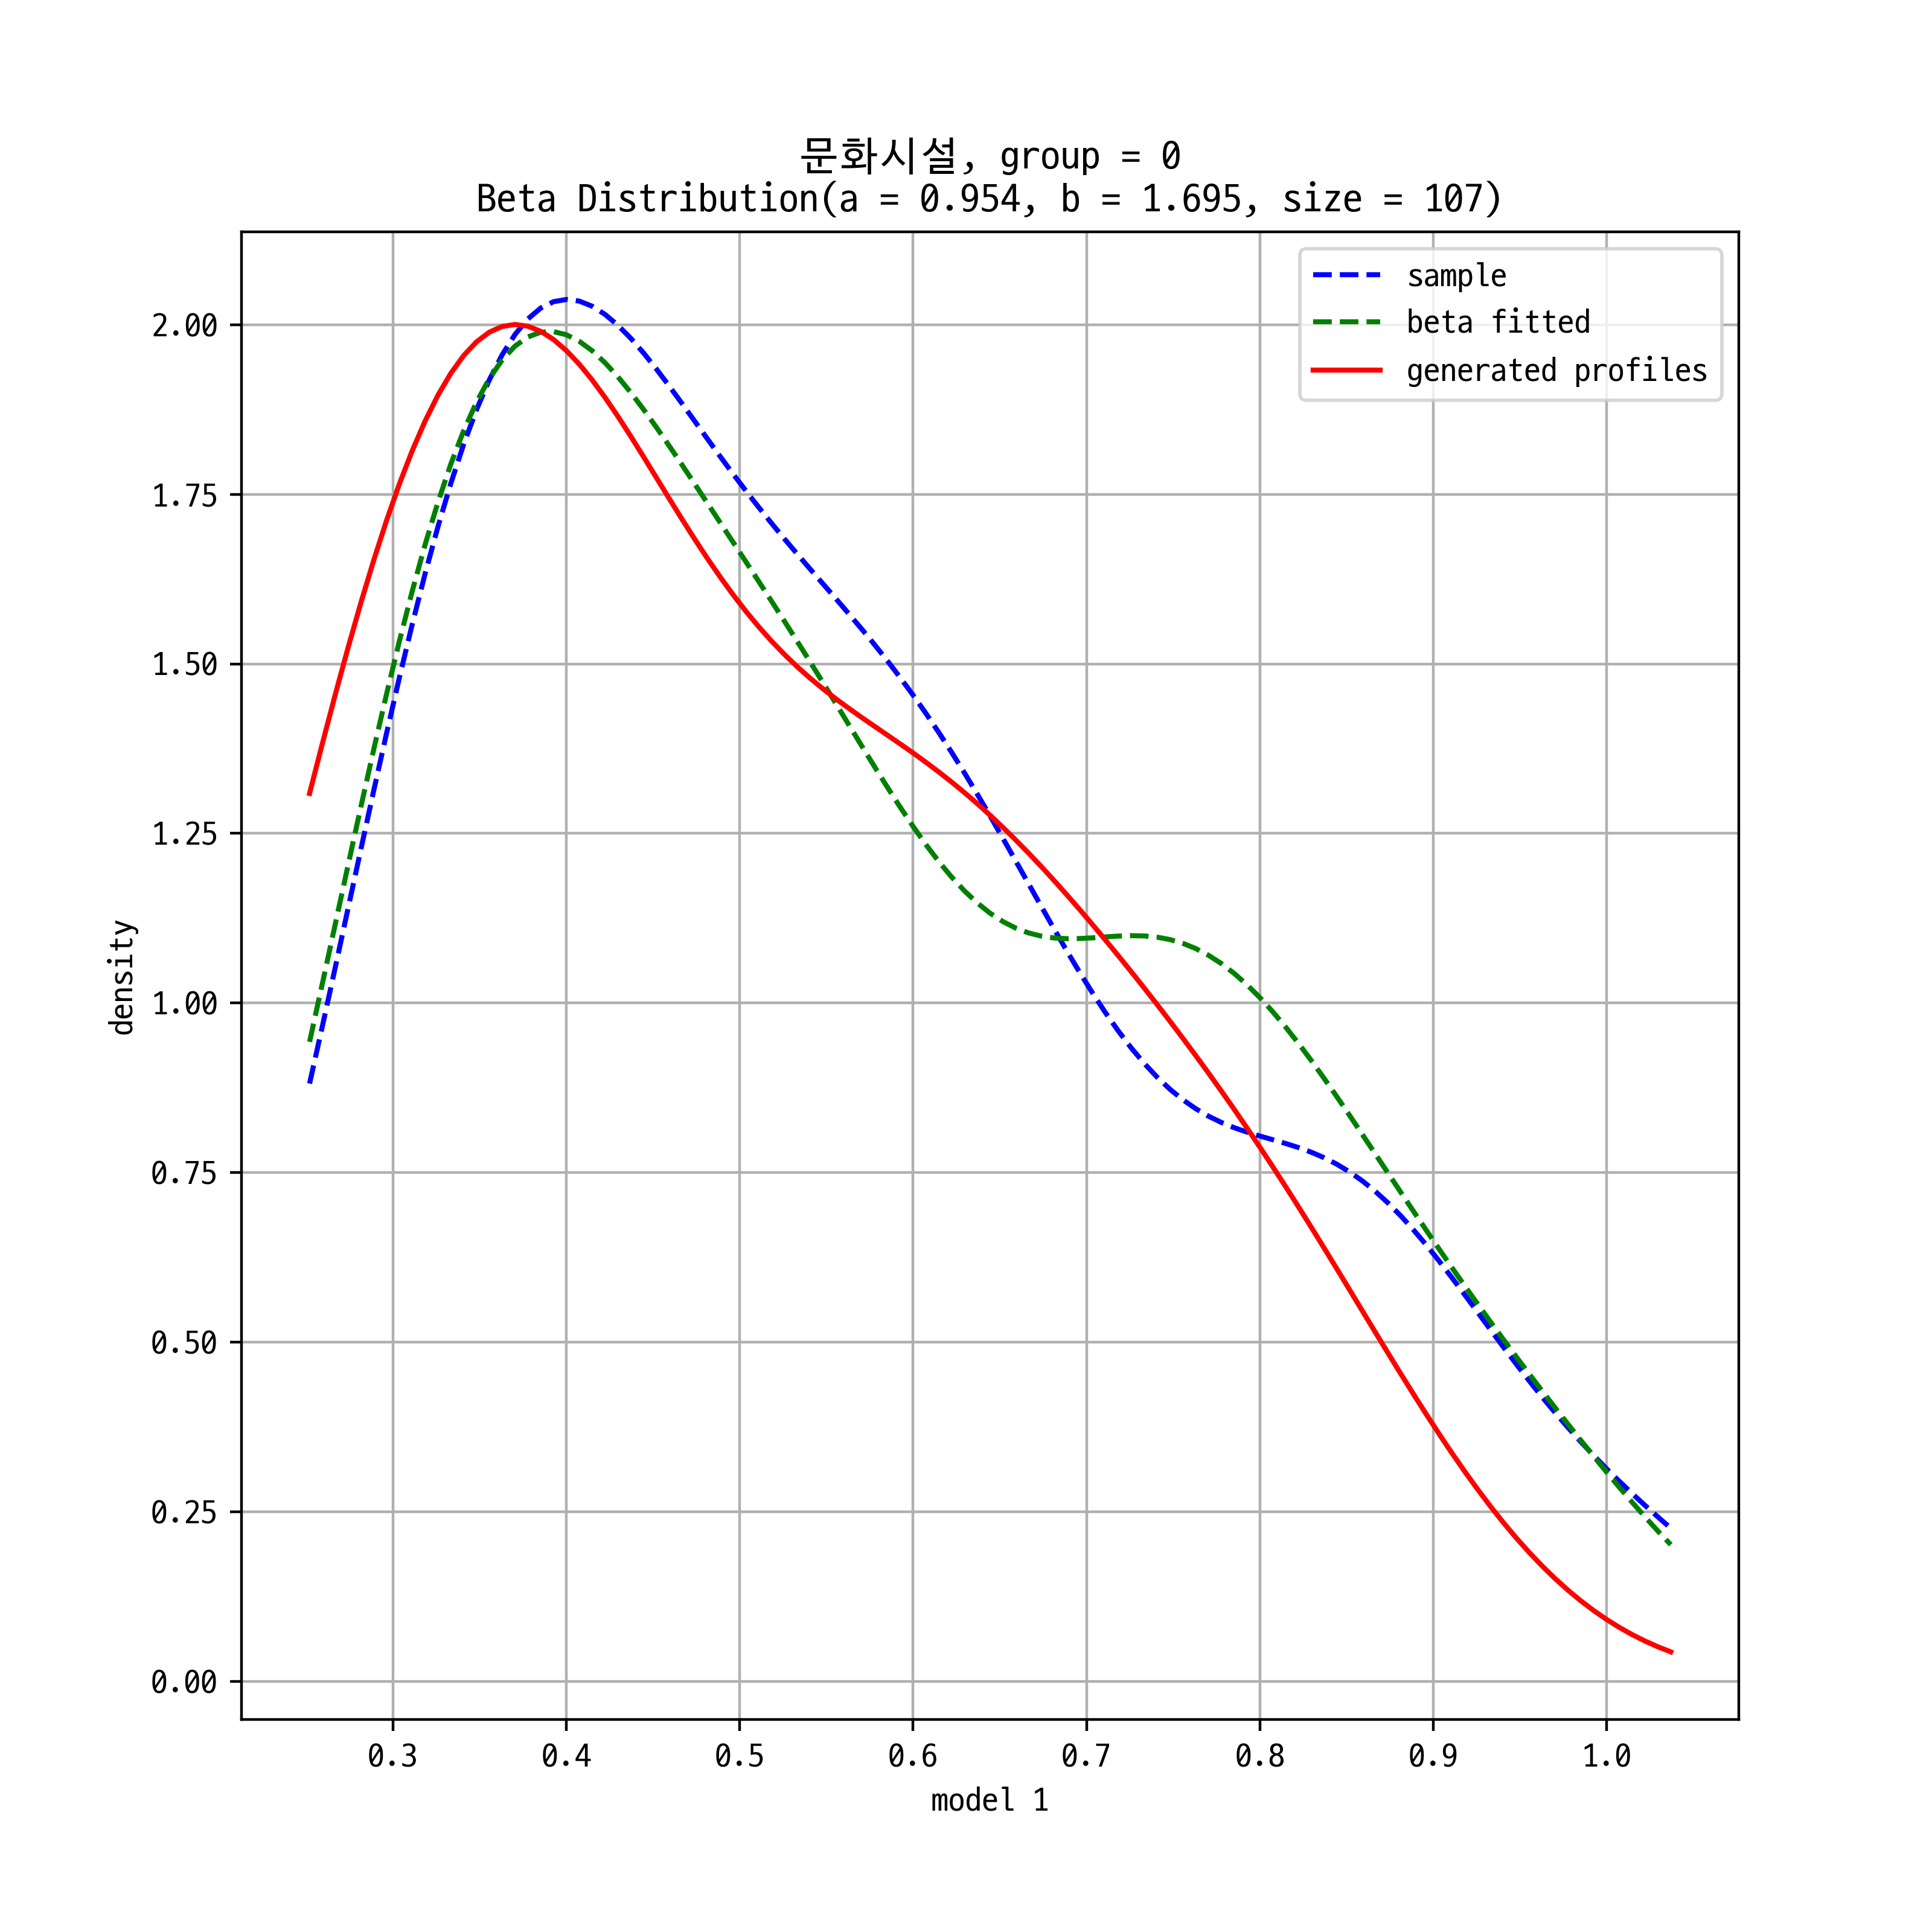 문화시설, group = 0
Beta Distribution(a = 0.954, b = 1.695, size = 107)
sample
beta fitted
generated profiles
density
2.00
1.75
1.50
1.25
1.00
0.75
0.50
0.25
0.00
0.3 0.4 0.5 0.6 0.7 0.8 0.9 1.0
model 1